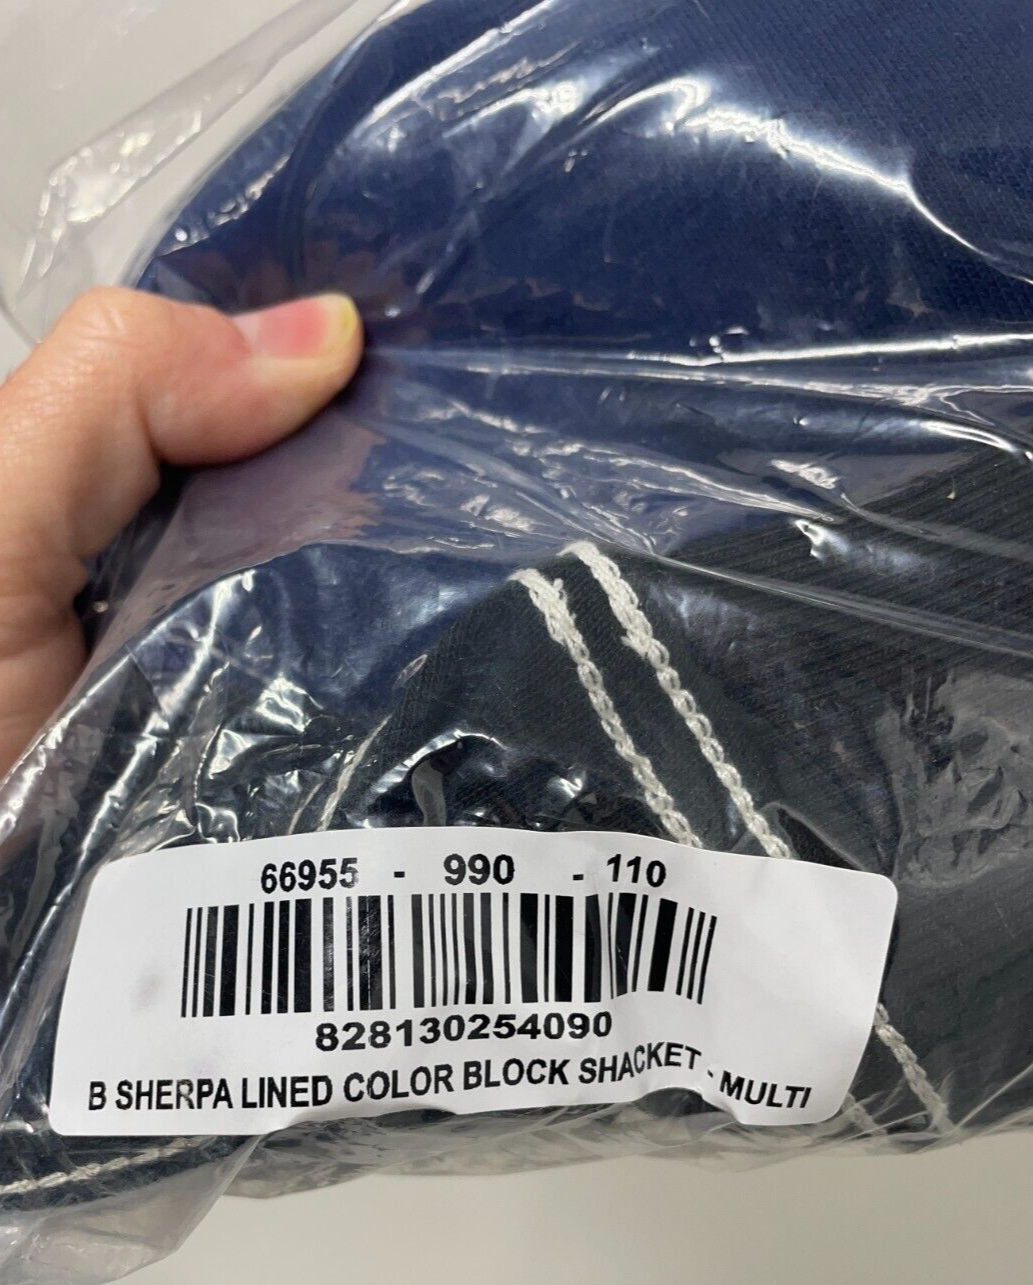 66955 - 990 - 110
828130254090
B SHERPA LINED COLOR BLOCK SHACKET - MULTI